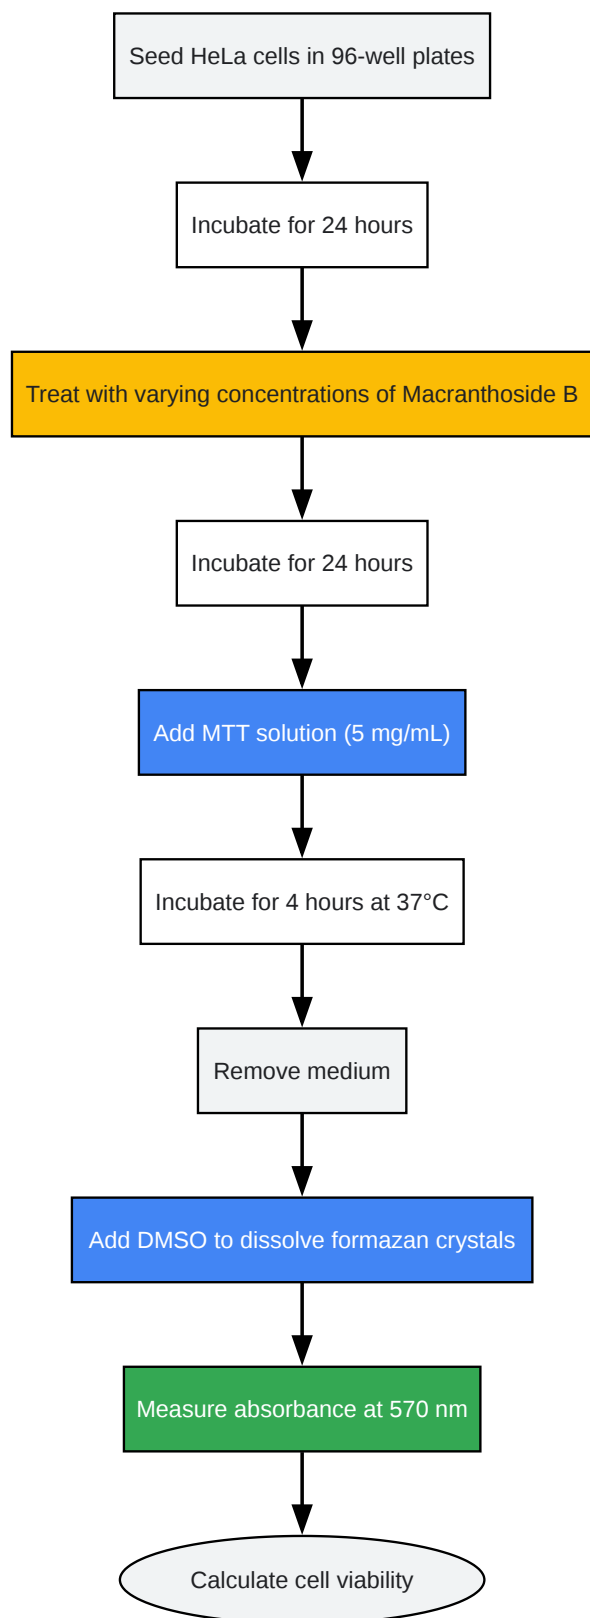 Seed HeLa cells in 96-well plates
Incubate for 24 hours
Treat with varying concentrations of Macranthoside B
Incubate for 24 hours
Add MTT solution (5 mg/mL)
Incubate for 4 hours at 37°C
Remove medium
Add DMSO to dissolve formazan crystals
Measure absorbance at 570 nm
Calculate cell viability